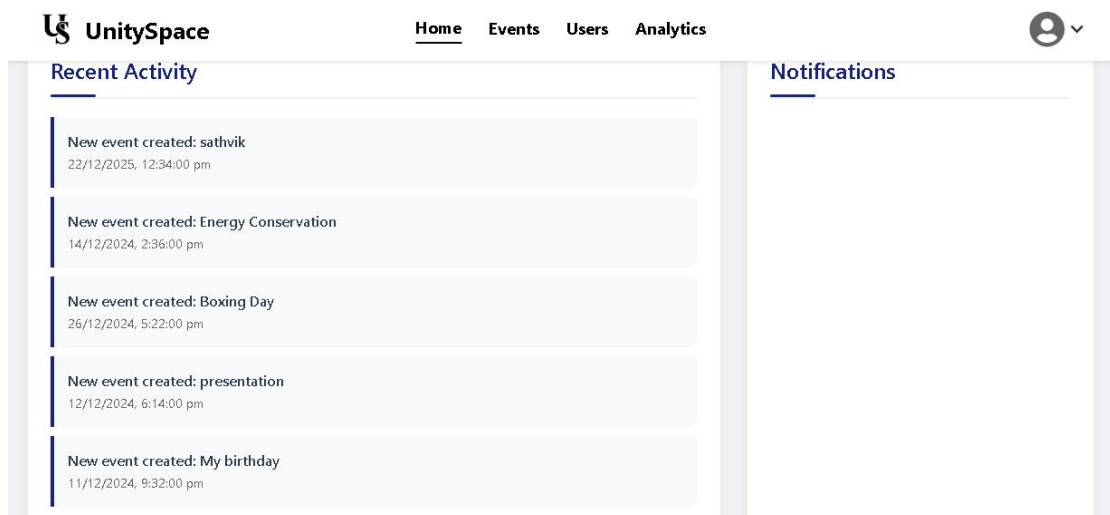 US UnitySpace Home Events Users Analytics
Recent Activity
New event created: sathvik
22/12/2025, 12:34:00 pm
New event created: Energy Conservation
14/12/2024, 2:36:00 pm
New event created: Boxing Day
26/12/2024, 5:22:00 pm
New event created: presentation
12/12/2024, 6:14:00 pm
New event created: My birthday
11/12/2024, 9:32:00 pm
Notifications